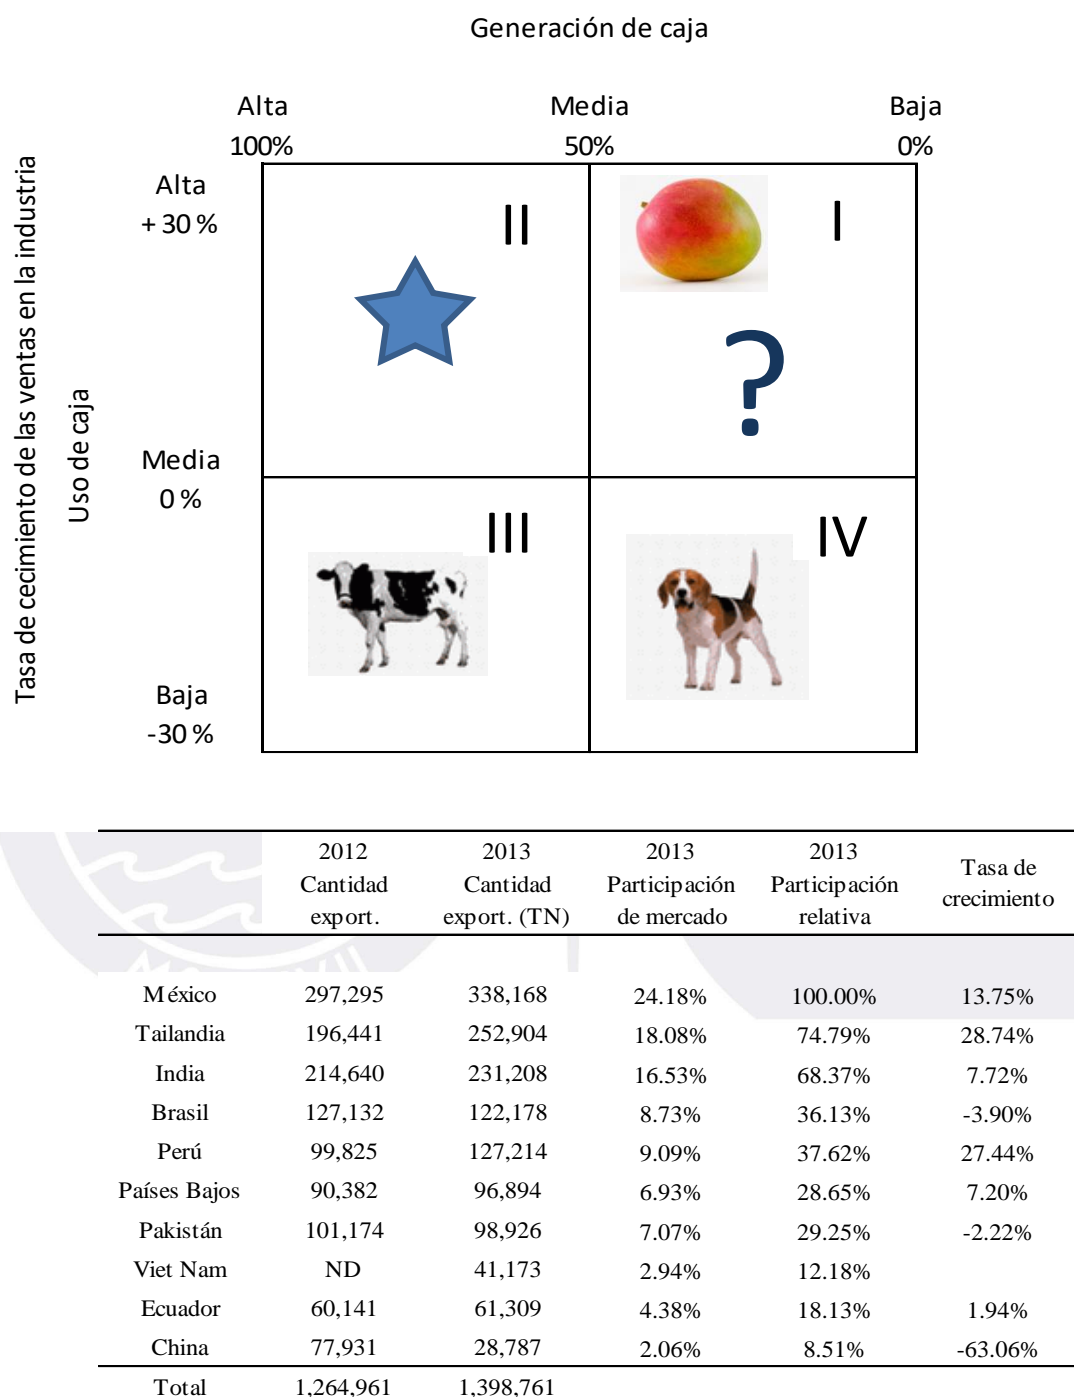 Generación de caja
Alta Media Baja
100% 50% 0%
Tasa de cecimiento de las ventas en la industria
Uso de caja
Alta
+ 30 %
II I
?
Media
0 %
III IV
Baja
-30 %
2012 2013 2013 2013 Tasa de
Cantidad Cantidad Participación Participación crecimiento
export. export. (TN) de mercado relativa
México 297,295 338,168 24.18% 100.00% 13.75%
Tailandia 196,441 252,904 18.08% 74.79% 28.74%
India 214,640 231,208 16.53% 68.37% 7.72%
Brasil 127,132 122,178 8.73% 36.13% -3.90%
Perú 99,825 127,214 9.09% 37.62% 27.44%
Países Bajos 90,382 96,894 6.93% 28.65% 7.20%
Pakistán 101,174 98,926 7.07% 29.25% -2.22%
Viet Nam ND 41,173 2.94% 12.18%
Ecuador 60,141 61,309 4.38% 18.13% 1.94%
China 77,931 28,787 2.06% 8.51% -63.06%
Total 1,264,961 1,398,761